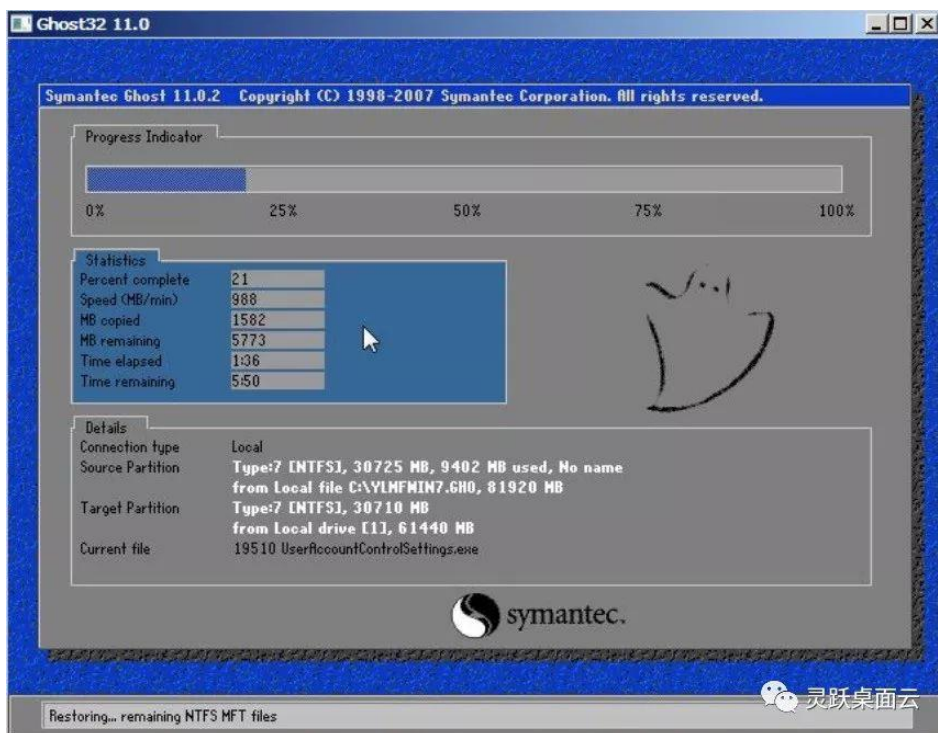 Ghost32 11.0
Symantec Ghost 11.0.2 Copyright (C) 1998-2007 Symantec Corporation. All rights reserved.
Progress Indicator
0% 25% 50% 75% 100%
Statistics
Percent complete 21
Speed (MB/min) 988
MB copied 1582
MB remaining 5773
Time elapsed 1:36
Time remaining 5:50
Details
Connection type Local
Source Partition Type:7 [NTFS], 30725 MB, 9402 MB used, No name
from Local file C:\YLMFWIN7.GHO, 81920 MB
Target Partition Type:7 [NTFS], 30710 MB
from Local drive [1], 61440 MB
Current file 19510 UserAccountControlSettings.exe
symantec.
灵跃桌面云
Restoring... remaining NTFS MFT files